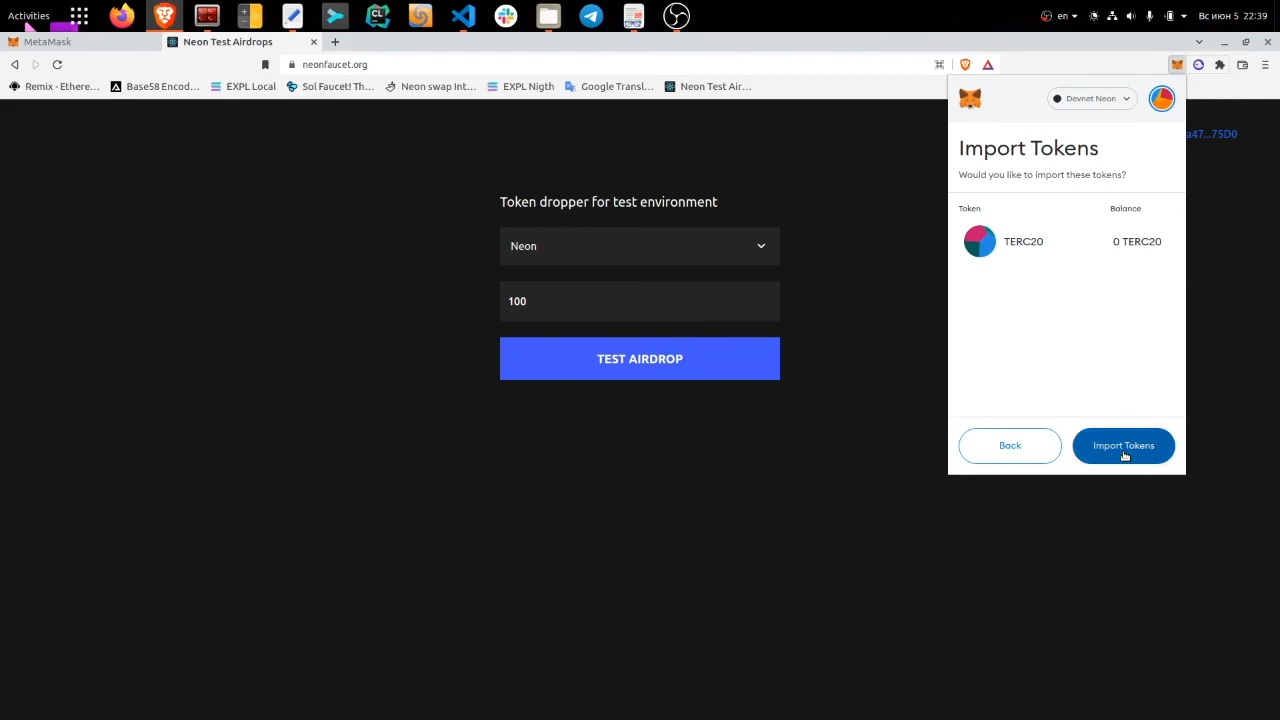 Activities
en
Вс июн 5 22:39
MetaMask
Neon Test Airdrops
neonfaucet.org
Remix - Ethere...
Base58 Encod...
EXPL Local
Sol Faucet! Th...
Neon swap Int...
EXPL Nigth
Google Transl...
Neon Test Air...
Devnet Neon
a47...75D0
Import Tokens
Would you like to import these tokens?
Token
Balance
TERC20
0 TERC20
Back
Import Tokens
Token dropper for test environment
Neon
100
TEST AIRDROP